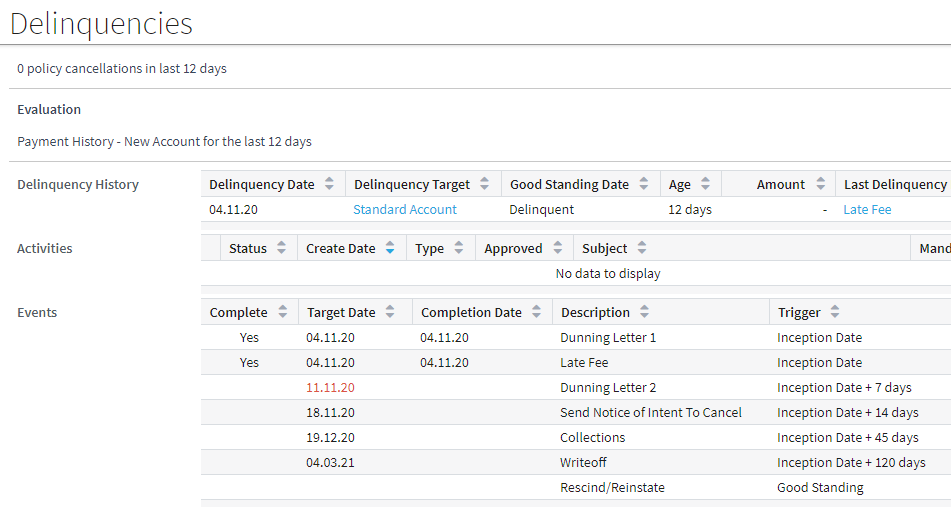 Delinquencies
0 policy cancellations in last 12 days
Evaluation
Payment History - New Account for the last 12 days
Delinquency History
Delinquency Date Delinquency Target Good Standing Date Age Amount Last Delinquency
04.11.20 Standard Account Delinquent 12 days - Late Fee
Activities
Status Create Date Type Approved Subject Mand
No data to display
Events
Complete Target Date Completion Date Description Trigger
Yes 04.11.20 04.11.20 Dunning Letter 1 Inception Date
Yes 04.11.20 04.11.20 Late Fee Inception Date
11.11.20 Dunning Letter 2 Inception Date + 7 days
18.11.20 Send Notice of Intent To Cancel Inception Date + 14 days
19.12.20 Collections Inception Date + 45 days
04.03.21 Writeoff Inception Date + 120 days
Rescind/Reinstate Good Standing